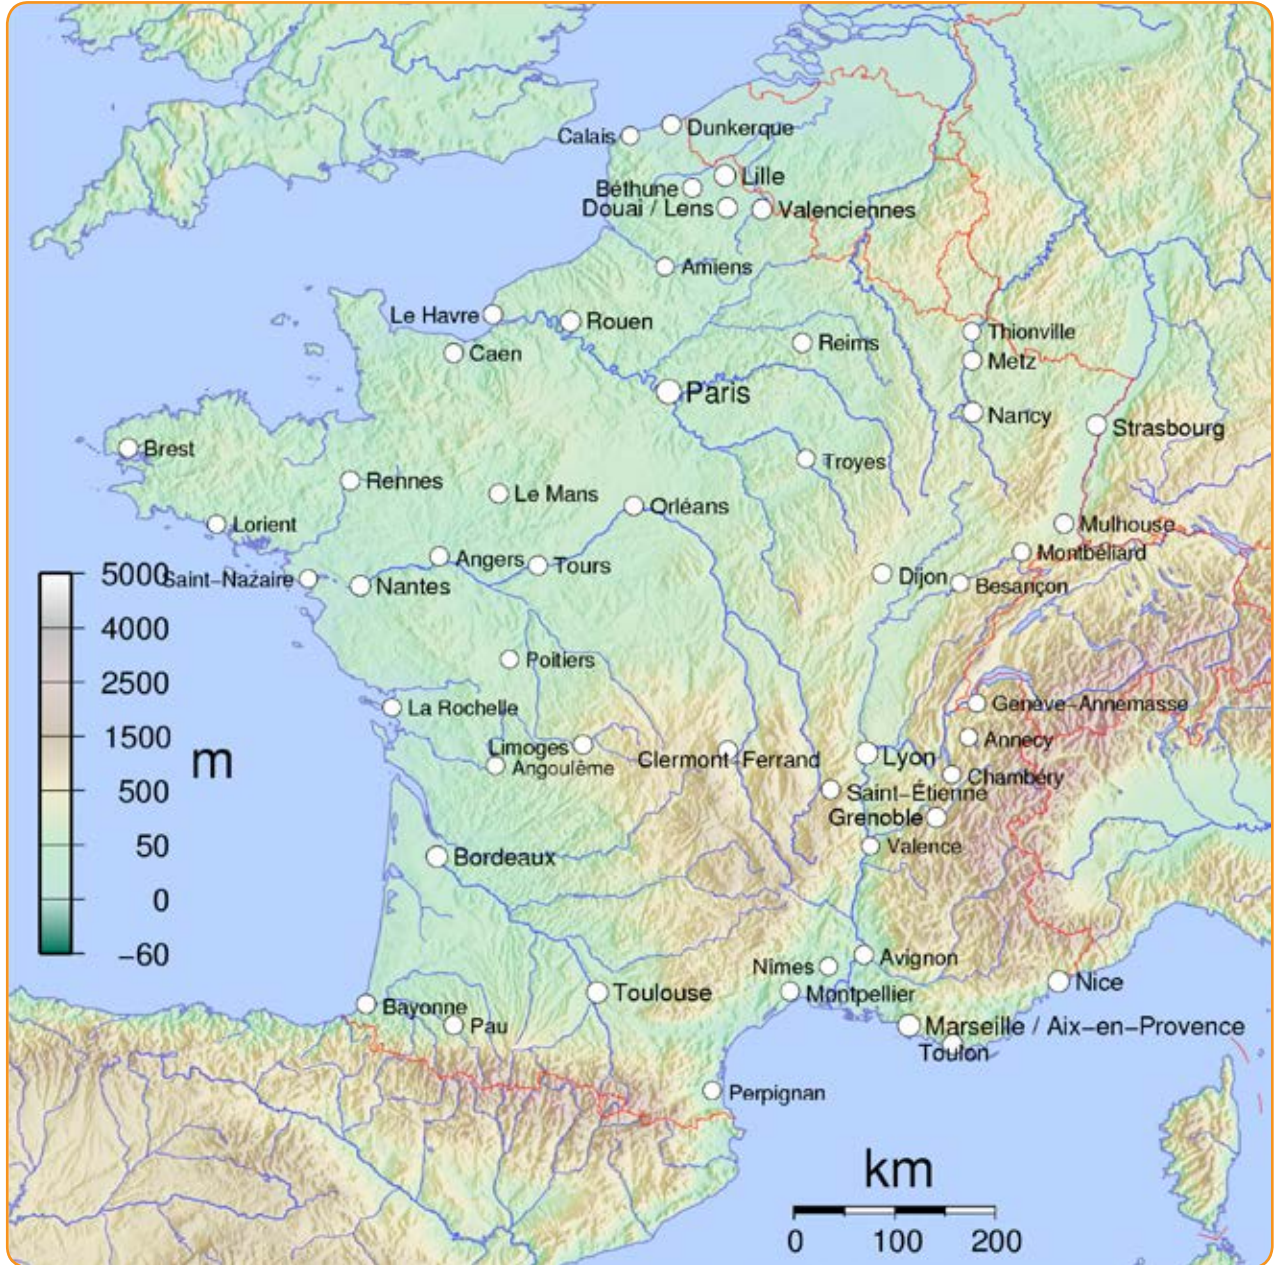 Calais
Dunkerque
Lille
Béthune
Douai / Lens
Valenciennes
Amiens
Le Havre
Rouen
Thionville
Caen
Reims
Metz
Paris
Nancy
Strasbourg
Brest
Troyes
Rennes
Le Mans
Orléans
Lorient
Mulhouse
Montbéliard
Angers
Tours
Dijon
Besançon
Saint-Nazaire
Nantes
5000
4000
2500
1500
500
50
0
-60
m
Poitiers
La Rochelle
Genève-Annemasse
Limoges
Angoulême
Clermont-Ferrand
Lyon
Annecy
Chambéry
Saint-Étienne
Grenoble
Valence
Bordeaux
Avignon
Nîmes
Montpellier
Toulouse
Nice
Bayonne
Pau
Marseille / Aix-en-Provence
Toulon
Perpignan
km
0 100 200